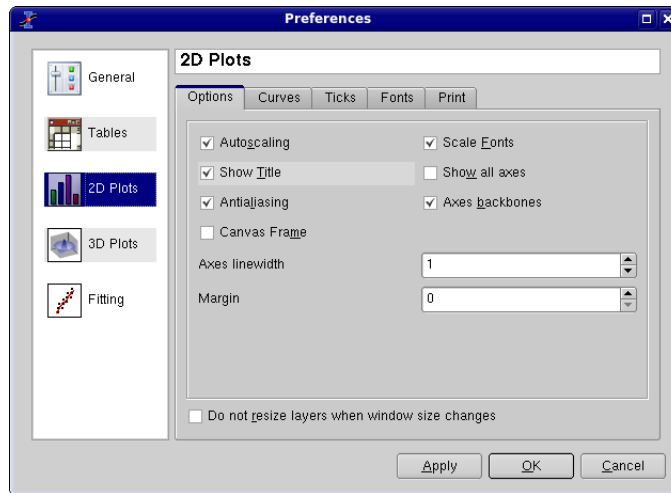 Preferences
General
Tables
2D Plots
3D Plots
Fitting
2D Plots
Options Curves Ticks Fonts Print
Autoscaling Scale Fonts
Show Title Show all axes
Antialiasing Axes backbones
Canvas Frame
Axes linewidth 1
Margin 0
Do not resize layers when window size changes
Apply OK Cancel